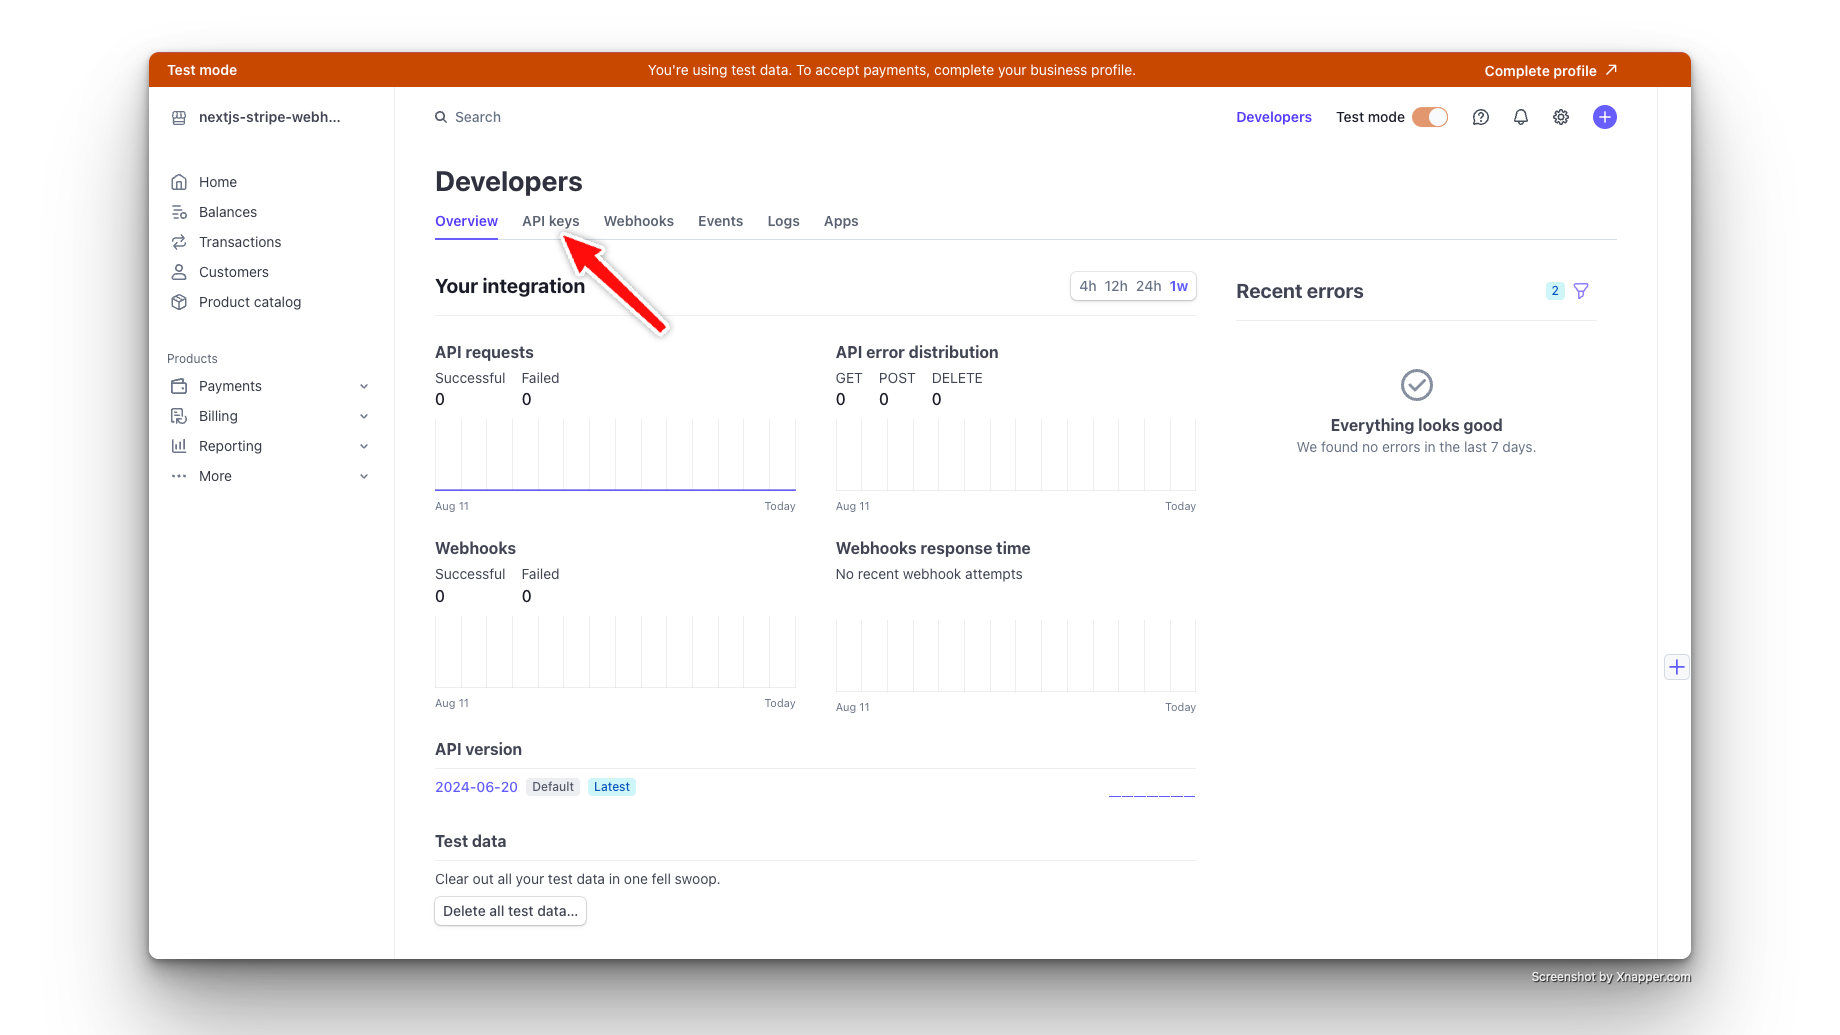 Test mode
You're using test data. To accept payments, complete your business profile.
Complete profile
nextjs-stripe-webh...
Search
Developers
Test mode
Home
Balances
Transactions
Customers
Product catalog
Products
Payments
Billing
Reporting
More
Developers
Overview API keys Webhooks Events Logs Apps
Your integration
4h 12h 24h 1w
API requests
Successful Failed
0 0
Aug 11 Today
API error distribution
GET POST DELETE
0 0 0
Aug 11 Today
Webhooks
Successful Failed
0 0
Aug 11 Today
Webhooks response time
No recent webhook attempts
Aug 11 Today
API version
2024-06-20 Default Latest
Test data
Clear out all your test data in one fell swoop.
Delete all test data...
Recent errors
2
Everything looks good
We found no errors in the last 7 days.
Screenshot by Xnapper.com